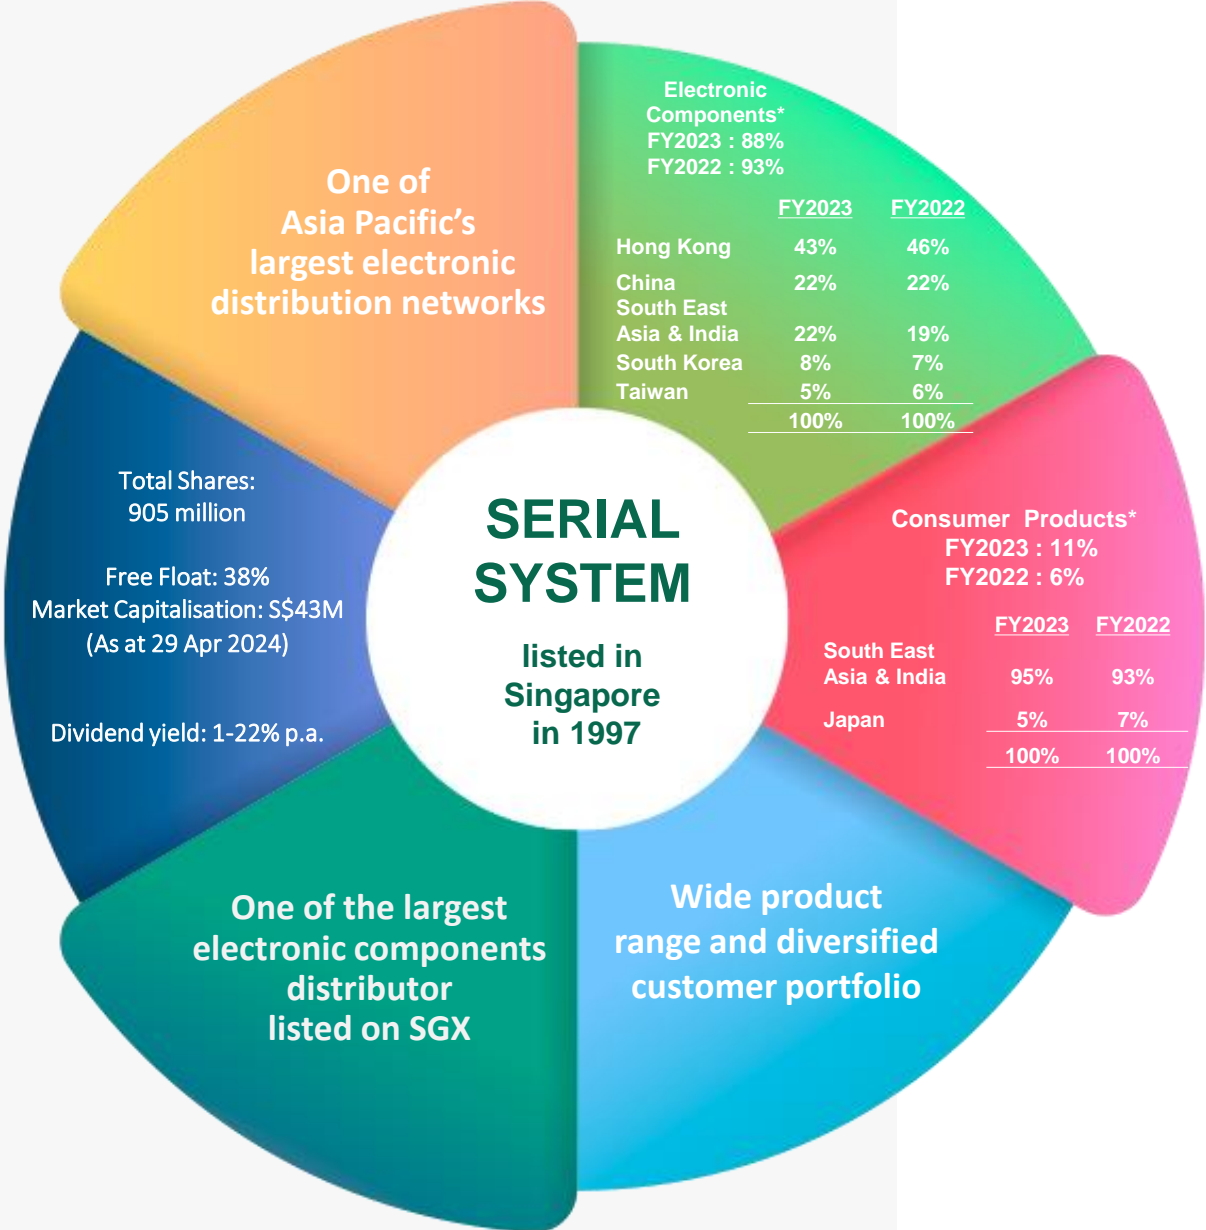 One of
Asia Pacific's
largest electronic
distribution networks
Electronic
Components*
FY2023 : 88%
FY2022 : 93%
FY2023 FY2022
Hong Kong 43% 46%
China 22% 22%
South East
Asia & India 22% 19%
South Korea 8% 7%
Taiwan 5% 6%
100% 100%
Consumer Products*
FY2023 : 11%
FY2022 : 6%
FY2023 FY2022
South East
Asia & India 95% 93%
Japan 5% 7%
100% 100%
Wide product
range and diversified
customer portfolio
One of the largest
electronic components
distributor
listed on SGX
Total Shares:
905 million
Free Float: 38%
Market Capitalisation: S$43M
(As at 29 Apr 2024)
Dividend yield: 1-22% p.a.
SERIAL
SYSTEM
listed in
Singapore
in 1997